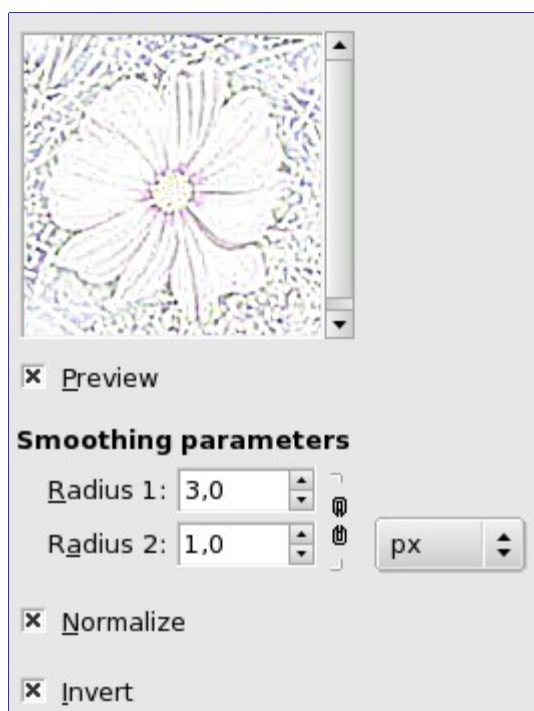 Preview
Smoothing parameters
Radius 1: 3,0
Radius 2: 1,0 px
Normalize
Invert